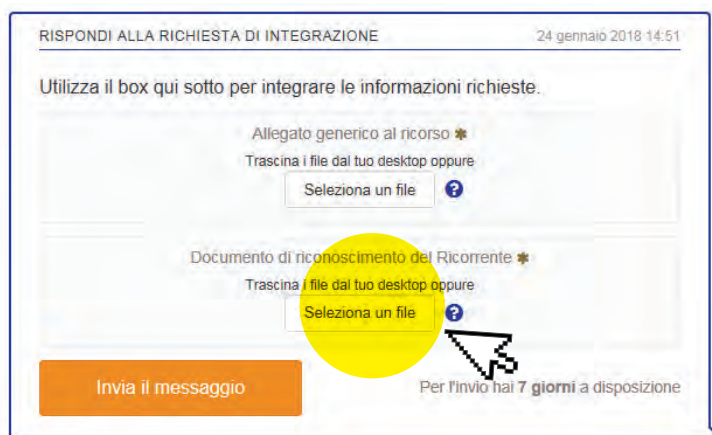 RISPONDI ALLA RICHIESTA DI INTEGRAZIONE 24 gennaio 2018 14:51
Utilizza il box qui sotto per integrare le informazioni richieste.
Allegato generico al ricorso ✱
Trascina i file dal tuo desktop oppure
Seleziona un file ?
Documento di riconoscimento del Ricorrente ✱
Trascina i file dal tuo desktop oppure
Seleziona un file ?
Invia il messaggio Per l'invio hai 7 giorni a disposizione